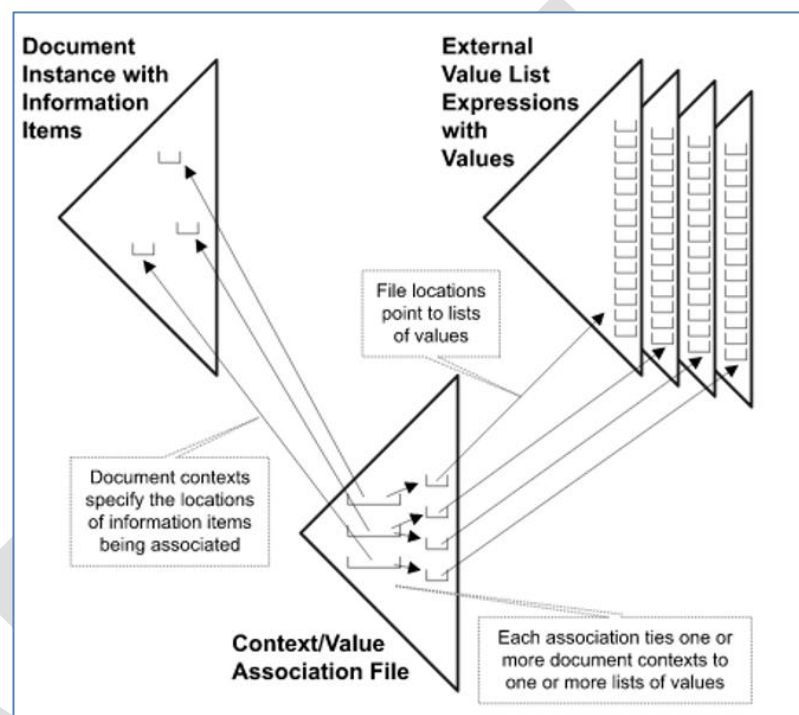 Document
Instance with
Information
Items
External
Value List
Expressions
with
Values
File locations
point to lists
of values
Document contexts
specify the locations
of information items
being associated
Context/Value
Association File
Each association ties one or
more document contexts to
one or more lists of values